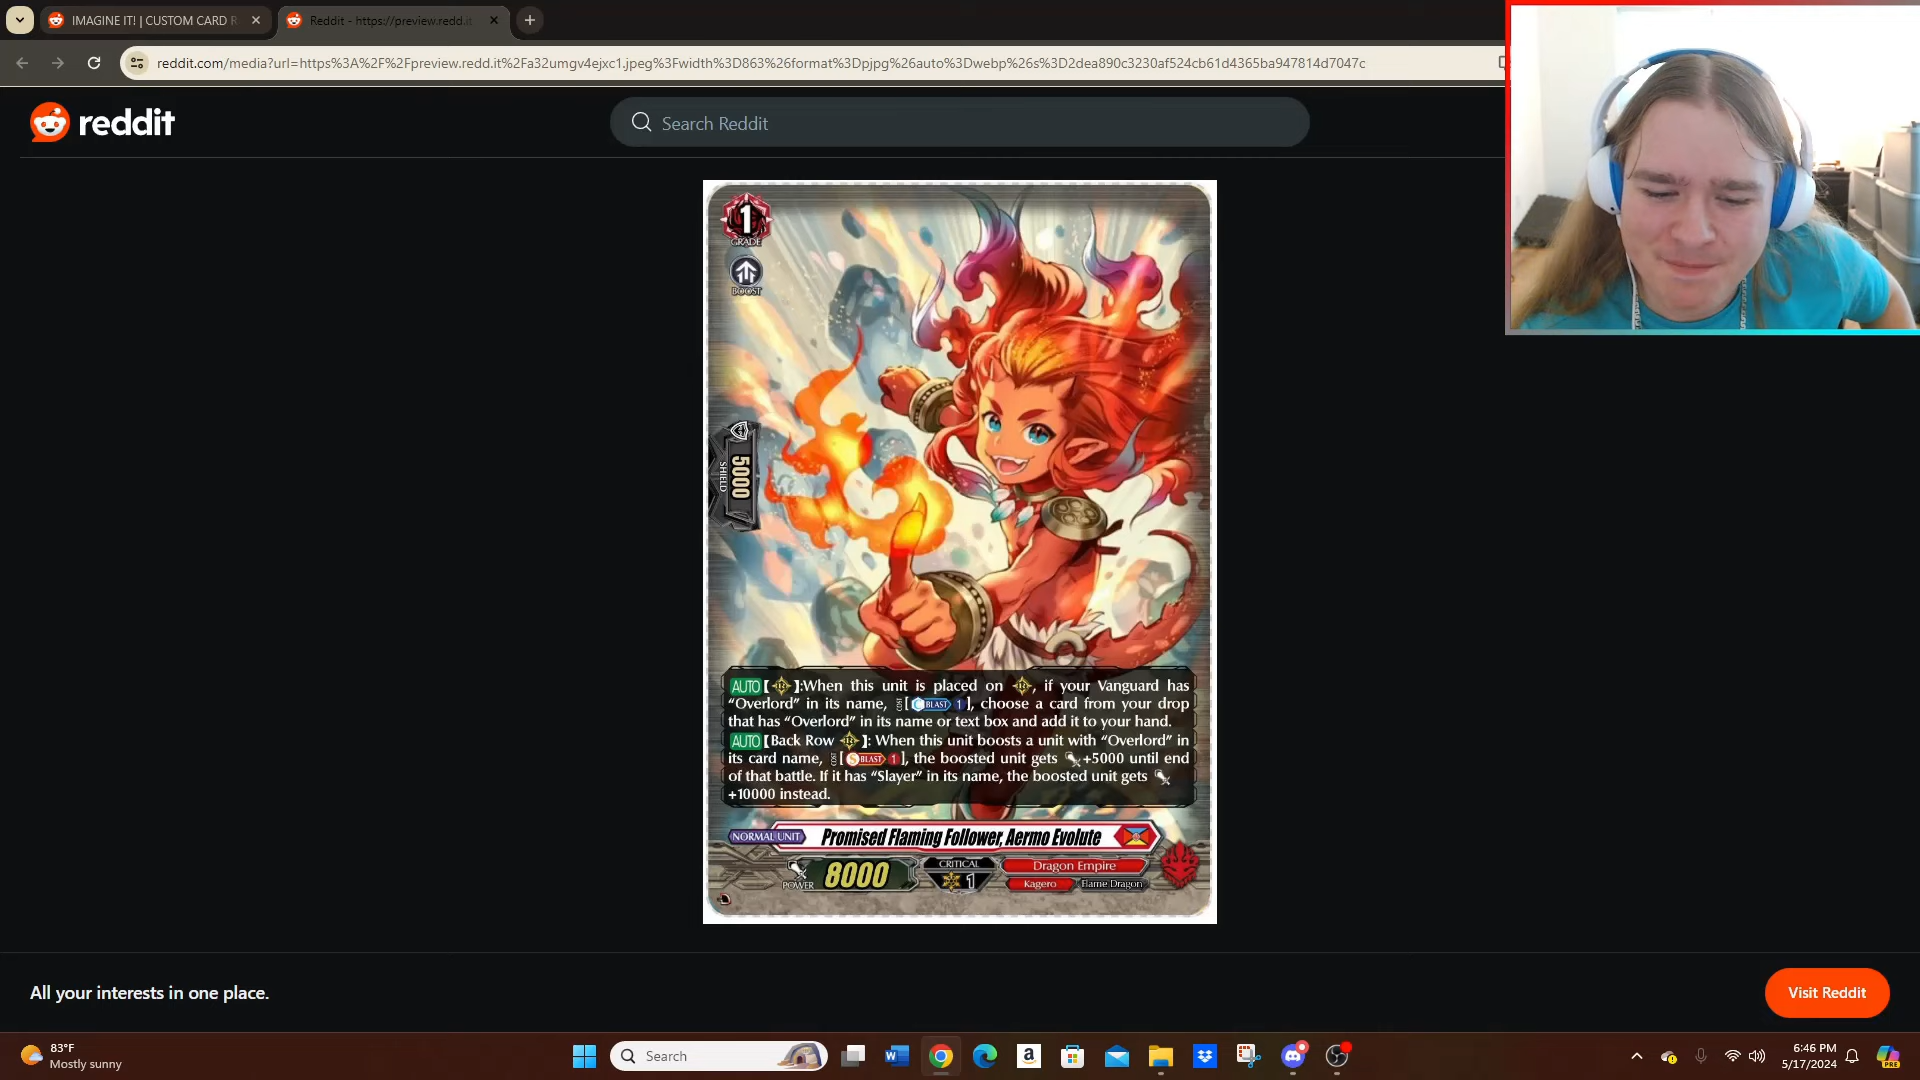 IMAGINE IT! | CUSTOM CARD R
Reddit - https://preview.redd.it
reddit.com/media?url=https%3A%2F%2Fpreview.redd.it%2Fa32umgv4ejxc1.jpeg%3Fwidth%3D863%26format%3Dpjpg%26auto%3Dwebp%26s%3D2dea890c3230af524cb61d4365ba947814d7047c
reddit
Search Reddit
1
GRADE
BOOST
5000
SHIELD
AUTO【R】:When this unit is placed on R, if your Vanguard has
“Overlord” in its name, COST [C BLAST 1], choose a card from your drop
that has “Overlord” in its name or text box and add it to your hand.
AUTO【Back Row R】: When this unit boosts a unit with “Overlord” in
its card name, COST [S BLAST 1], the boosted unit gets +5000 until end
of that battle. If it has “Slayer” in its name, the boosted unit gets
+10000 instead.
NORMAL UNIT Promised Flaming Follower, Aermo Evolute
POWER 8000 CRITICAL 1 Dragon Empire
Kagero Flame Dragon
All your interests in one place.
Visit Reddit
83°F
Mostly sunny
Search
6:46 PM
5/17/2024
PRE